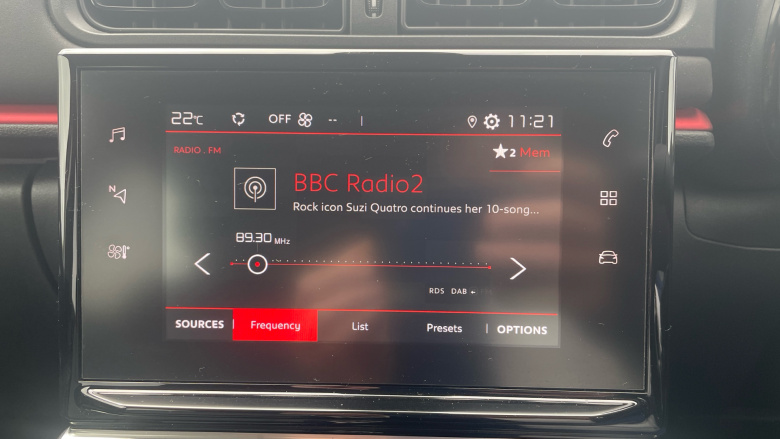 22°C OFF -- 11:21
RADIO . FM 2 Mem
BBC Radio2
Rock icon Suzi Quatro continues her 10-song...
N
89.30 MHz
RDS DAB
SOURCES Frequency List Presets OPTIONS